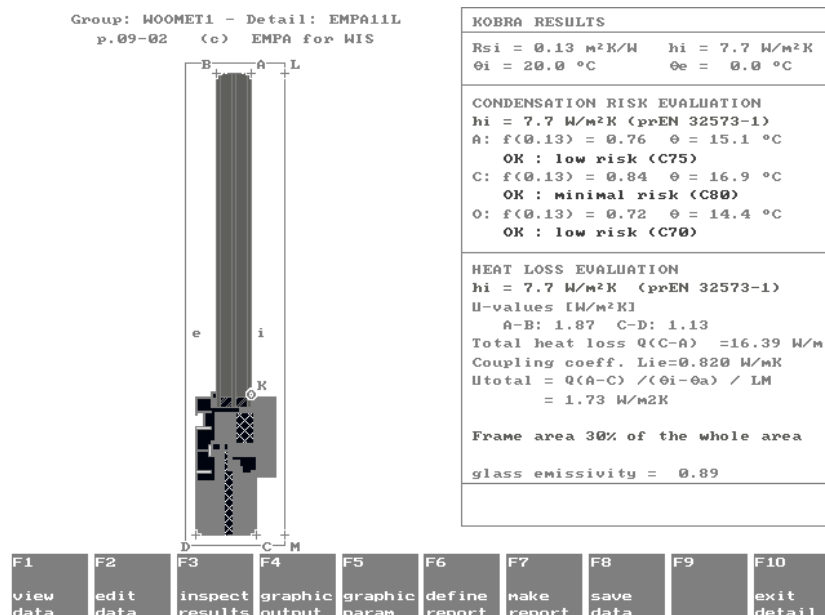 Group: WOOMET1 - Detail: EMPA11L
p.09-02 (c) EMPA for WIS
B A L
e i
K
D C M
KOBRA RESULTS
Rsi = 0.13 m²K/W hi = 7.7 W/m²K
θi = 20.0 °C θe = 0.0 °C
CONDENSATION RISK EVALUATION
hi = 7.7 W/m²K (prEN 32573-1)
A: f(0.13) = 0.76 θ = 15.1 °C
OK : low risk (C75)
C: f(0.13) = 0.84 θ = 16.9 °C
OK : minimal risk (C80)
O: f(0.13) = 0.72 θ = 14.4 °C
OK : low risk (C70)
HEAT LOSS EVALUATION
hi = 7.7 W/m²K (prEN 32573-1)
U-values [W/m²K]
A-B: 1.87 C-D: 1.13
Total heat loss Q(C-A) =16.39 W/m
Coupling coeff. Lie=0.820 W/mK
Utotal = Q(A-C) /(θi-θa) / LM
= 1.73 W/m2K
Frame area 30% of the whole area
glass emissivity = 0.89
F1 F2 F3 F4 F5 F6 F7 F8 F9 F10
view edit inspect graphic graphic define make save exit
data data results output param report report data detail